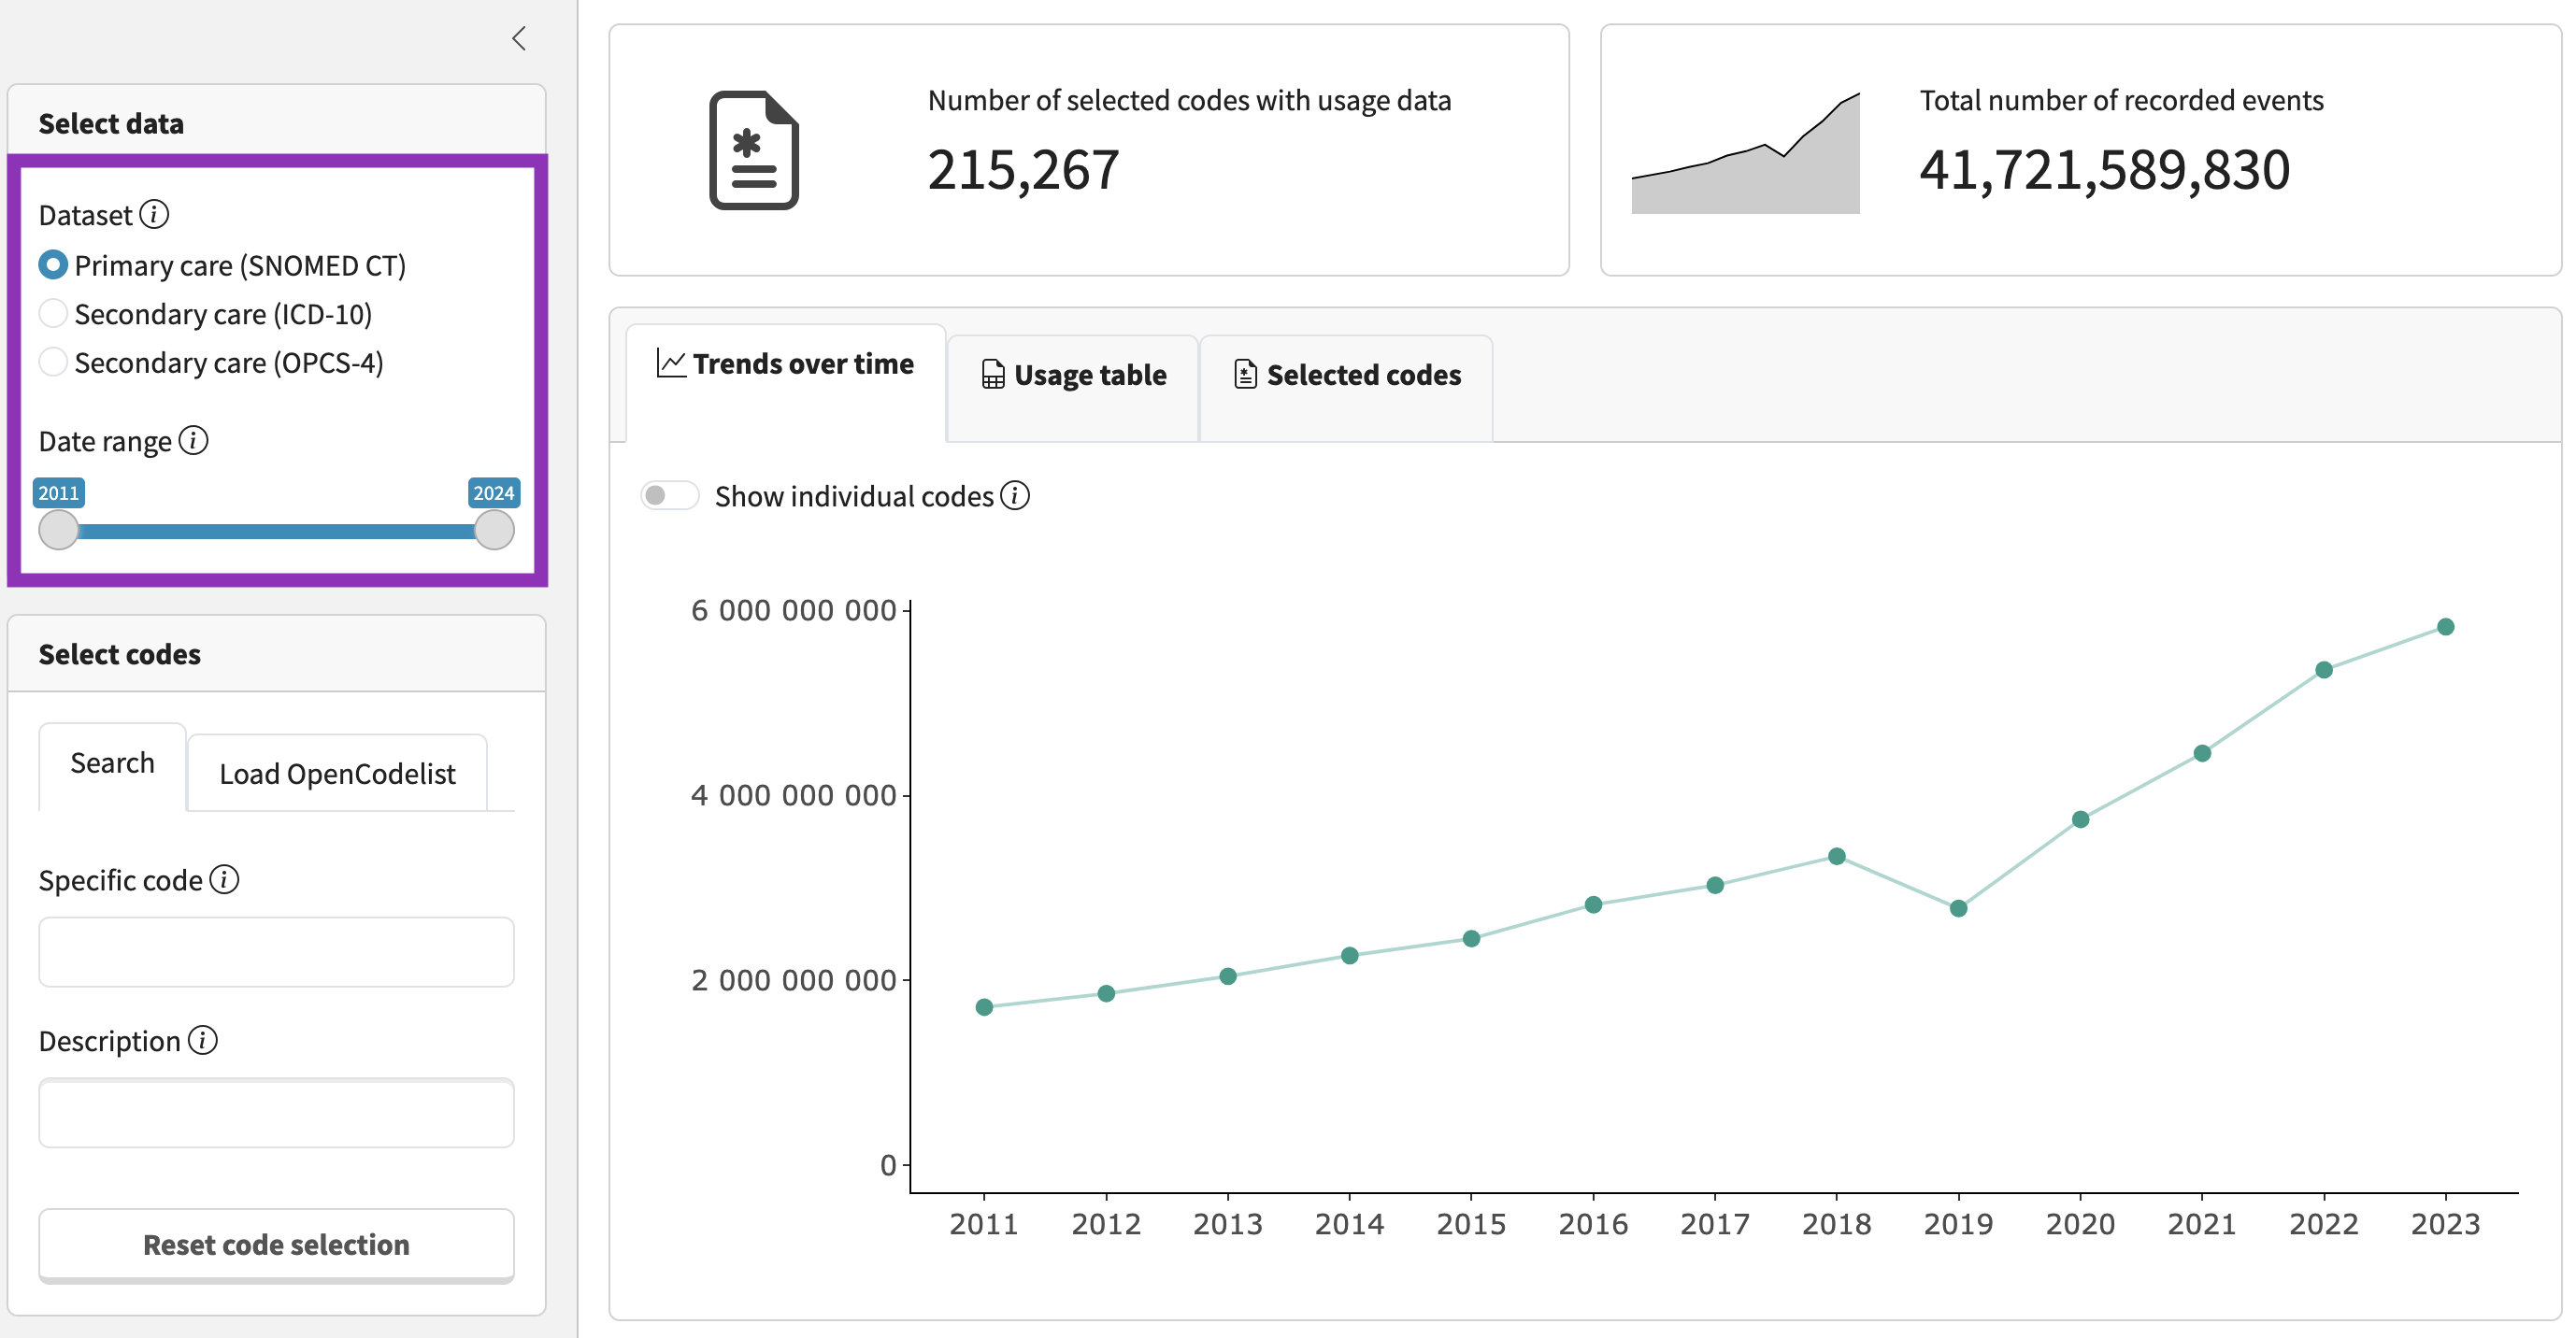 Select data
Dataset
Primary care (SNOMED CT)
Secondary care (ICD-10)
Secondary care (OPCS-4)
Date range
2011 2024
Select codes
Search Load OpenCodelist
Specific code
Description
Reset code selection
Number of selected codes with usage data
215,267
Total number of recorded events
41,721,589,830
Trends over time Usage table Selected codes
Show individual codes
6 000 000 000
4 000 000 000
2 000 000 000
0
2011 2012 2013 2014 2015 2016 2017 2018 2019 2020 2021 2022 2023